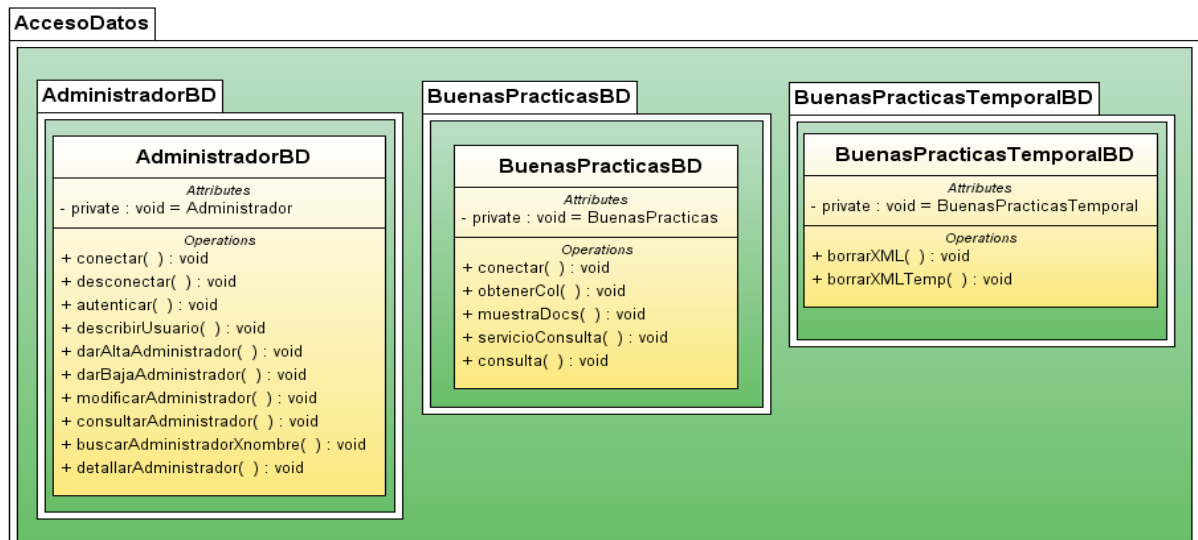 AccesoDatos
AdministradorBD
AdministradorBD
Attributes
- private : void = Administrador
Operations
+ conectar( ) : void
+ desconectar( ) : void
+ autenticar( ) : void
+ describirUsuario( ) : void
+ darAltaAdministrador( ) : void
+ darBajaAdministrador( ) : void
+ modificarAdministrador( ) : void
+ consultarAdministrador( ) : void
+ buscarAdministradorXnombre( ) : void
+ detallarAdministrador( ) : void
BuenasPracticasBD
BuenasPracticasBD
Attributes
- private : void = BuenasPracticas
Operations
+ conectar( ) : void
+ obtenerCol( ) : void
+ muestraDocs( ) : void
+ servicioConsulta( ) : void
+ consulta( ) : void
BuenasPracticasTemporalBD
BuenasPracticasTemporalBD
Attributes
- private : void = BuenasPracticasTemporal
Operations
+ borrarXML( ) : void
+ borrarXMLTemp( ) : void